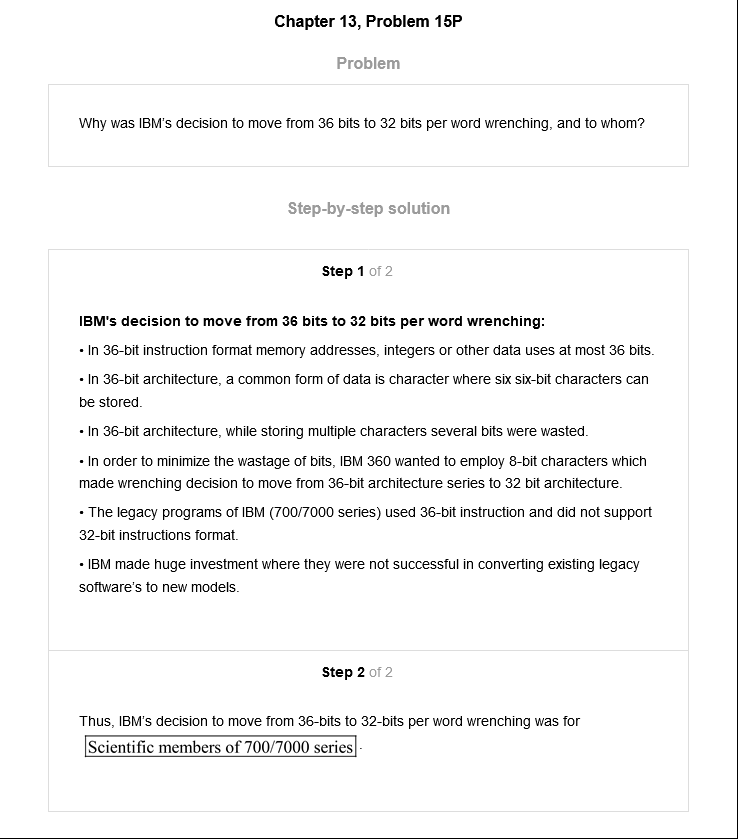 Chapter 13, Problem 15P
Problem
Why was IBM's decision to move from 36 bits to 32 bits per word wrenching, and to whom?
Step-by-step solution
Step 1 of 2
IBM's decision to move from 36 bits to 32 bits per word wrenching:
• In 36-bit instruction format memory addresses, integers or other data uses at most 36 bits.
• In 36-bit architecture, a common form of data is character where six six-bit characters can
be stored.
• In 36-bit architecture, while storing multiple characters several bits were wasted.
• In order to minimize the wastage of bits, IBM 360 wanted to employ 8-bit characters which
made wrenching decision to move from 36-bit architecture series to 32 bit architecture.
• The legacy programs of IBM (700/7000 series) used 36-bit instruction and did not support
32-bit instructions format.
• IBM made huge investment where they were not successful in converting existing legacy
software's to new models.
Step 2 of 2
Thus, IBM's decision to move from 36-bits to 32-bits per word wrenching was for
Scientific members of 700/7000 series.